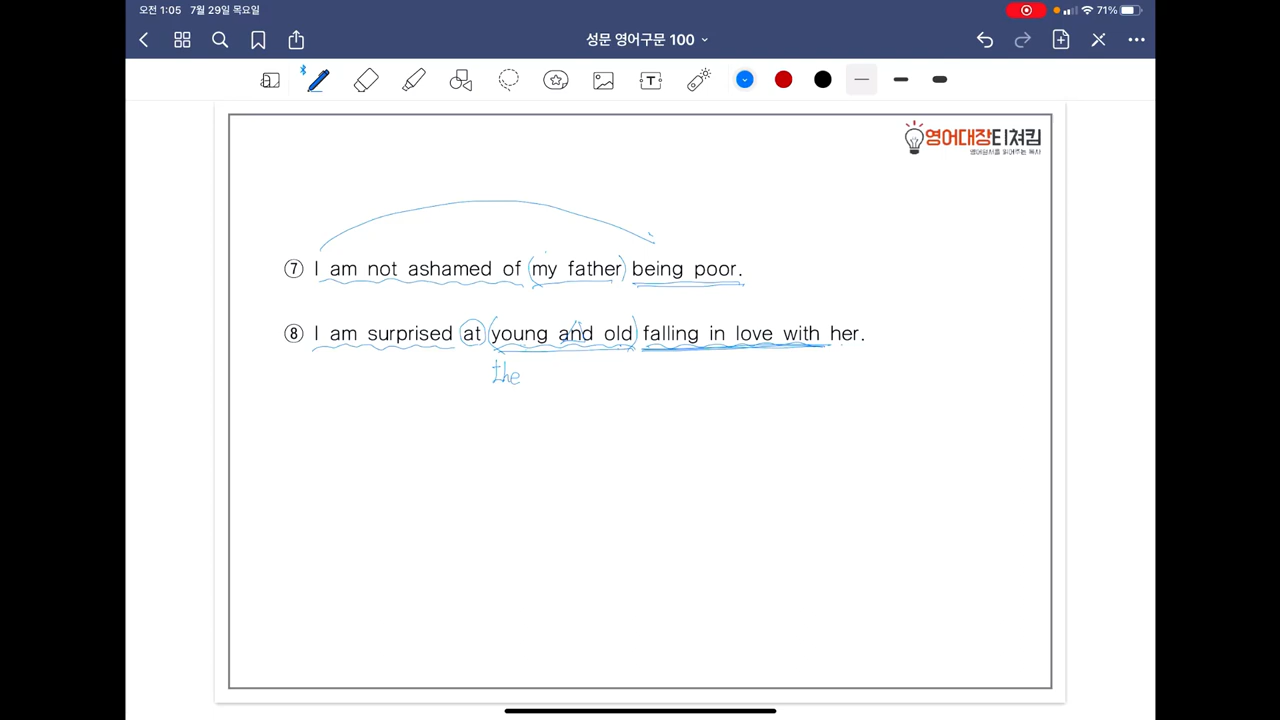 오전 1:05 7월 29일 목요일
71%
성문 영어구문 100
영어대장티쳐킴
⑦ I am not ashamed of (my father) being poor.
⑧ I am surprised at (young and old) falling in love with her.
the